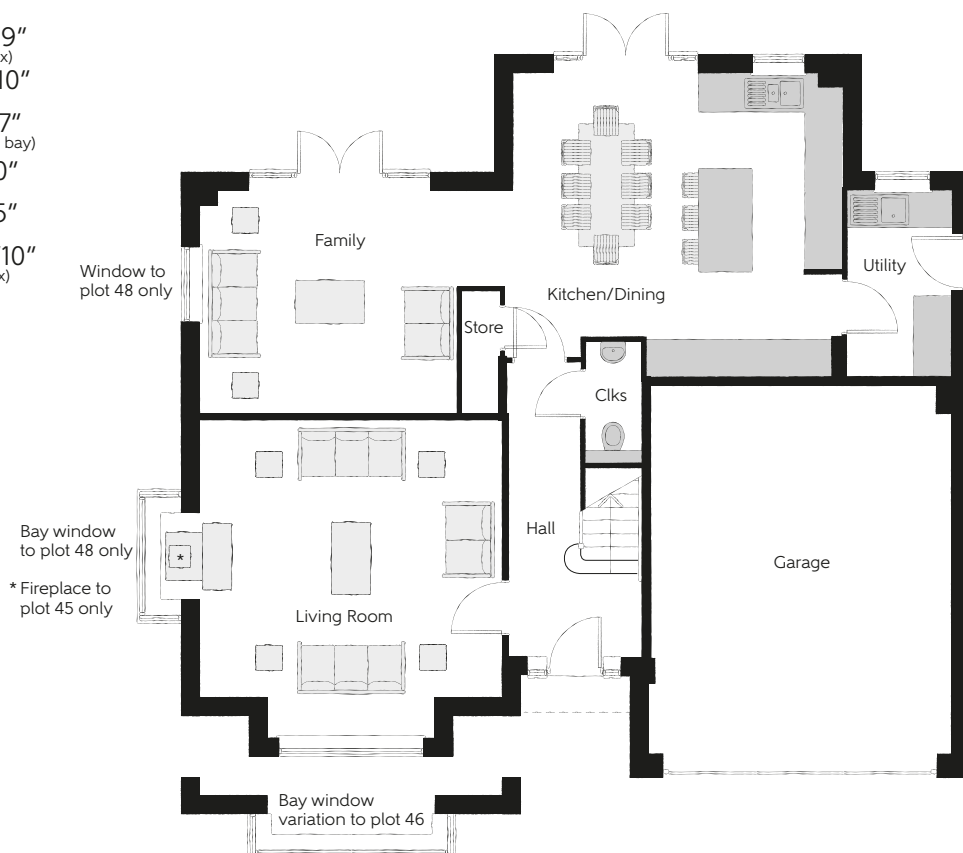 9”
x)
10”
7”
bay)
0”
10”
x)
Family
Window to
plot 48 only
Kitchen/Dining
Utility
Store
Clks
Bay window
to plot 48 only
* Fireplace to
plot 45 only
*
Hall
Garage
Living Room
Bay window
variation to plot 46